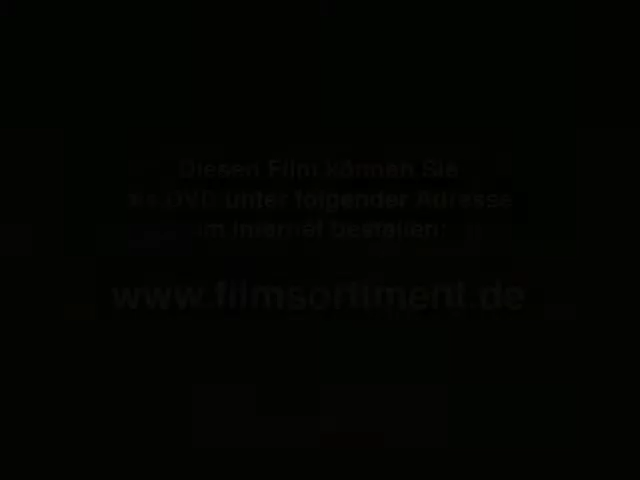 Diesen Film können Sie
als DVD unter folgender Adresse
im Internet bestellen:
www.filmsortiment.de